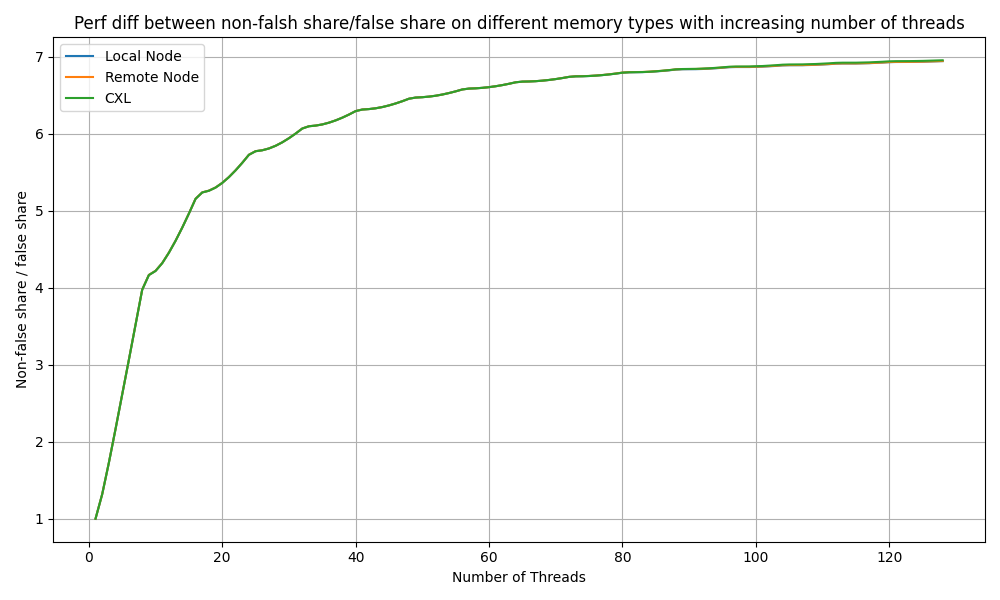 Perf diff between non-falsh share/false share on different memory types with increasing number of threads
Local Node
Remote Node
CXL
Non-false share / false share
7
6
5
4
3
2
1
0 20 40 60 80 100 120
Number of Threads